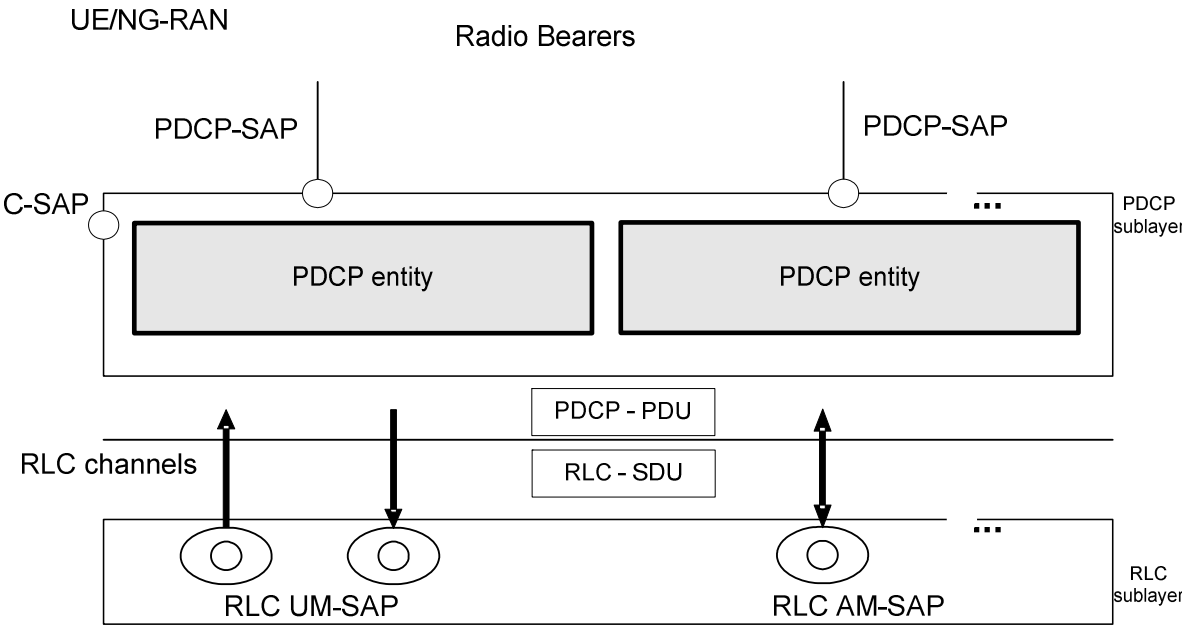 UE/NG-RAN
Radio Bearers
PDCP-SAP
PDCP-SAP
C-SAP
...
PDCP
sublayer
PDCP entity
PDCP entity
PDCP - PDU
RLC channels
RLC - SDU
...
RLC UM-SAP
RLC AM-SAP
RLC
sublayer